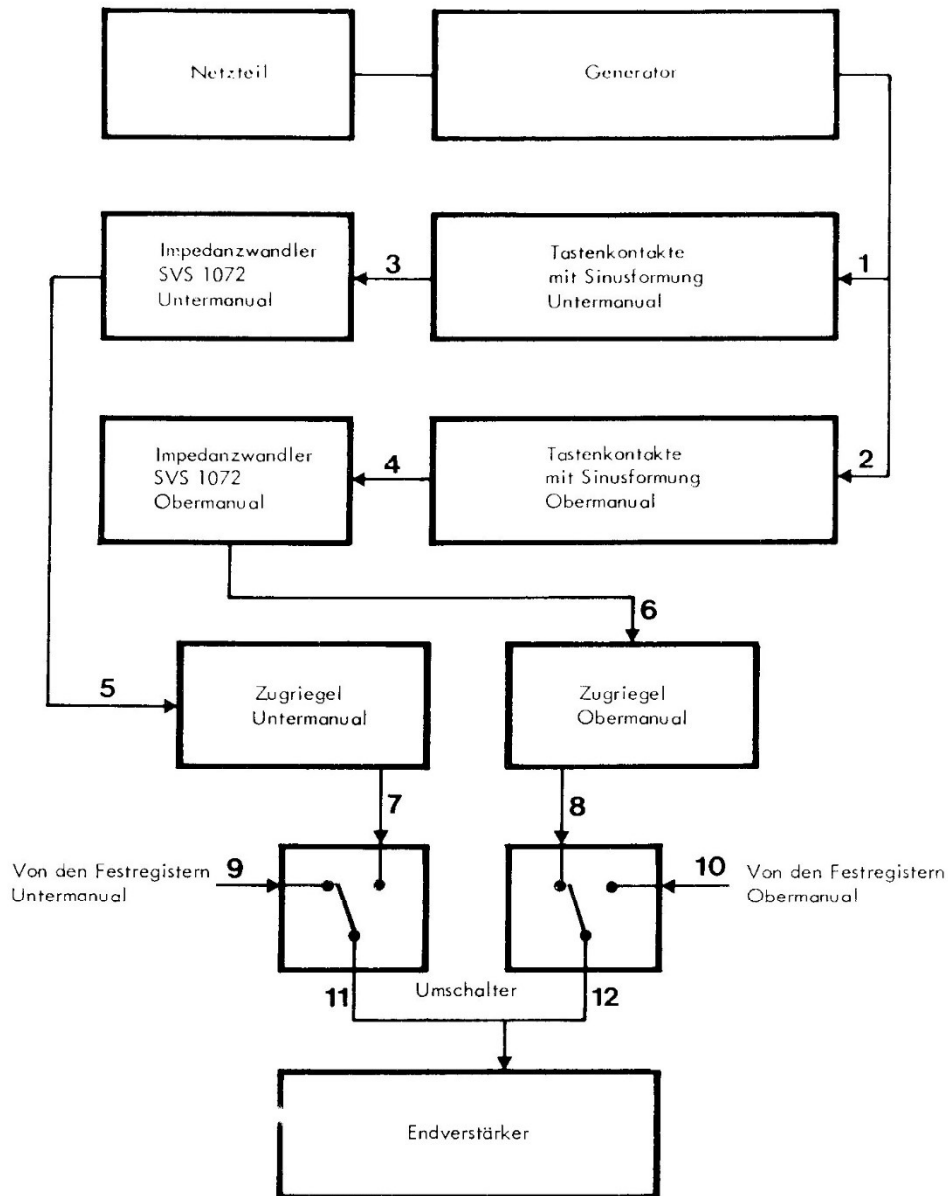 Netzteil
Generator
Impedanzwandler
SVS 1072
Untermanual
3
Tastenkontakte
mit Sinusformung
Untermanual
1
Impedanzwandler
SVS 1072
Obermanual
4
Tastenkontakte
mit Sinusformung
Obermanual
2
6
5
Zugriegel
Untermanual
Zugriegel
Obermanual
7
8
Von den Festregistern
Untermanual
9
10
Von den Festregistern
Obermanual
11
Umschalter
12
Endverstärker